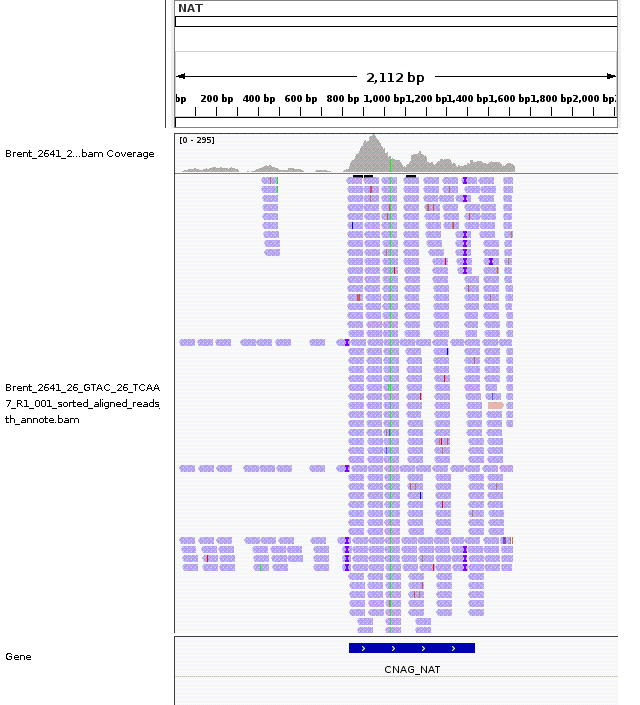 NAT
2,112 bp
bp 200 bp 400 bp 600 bp 800 bp 1,000 bp 1,200 bp 1,400 bp 1,600 bp 1,800 bp 2,000 bp
[0 - 295]
Brent_2641_2...bam Coverage
Brent_2641_26_GTAC_26_TCAA
7_R1_001_sorted_aligned_reads_
th_annote.bam
Gene
CNAG_NAT